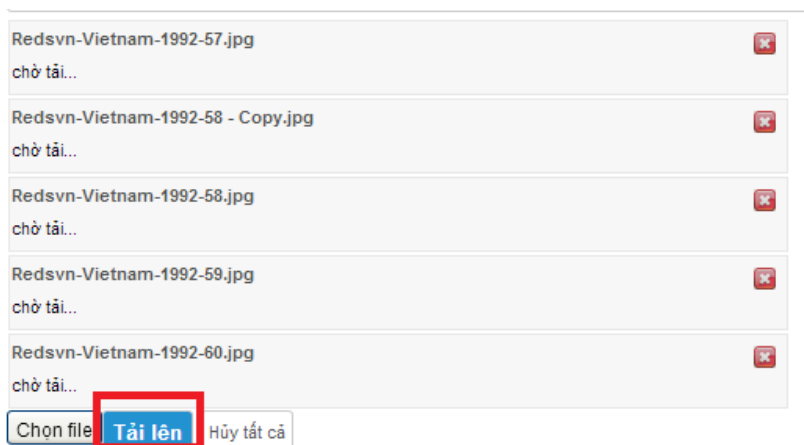 Redsvn-Vietnam-1992-57.jpg
chờ tải...
Redsvn-Vietnam-1992-58 - Copy.jpg
chờ tải...
Redsvn-Vietnam-1992-58.jpg
chờ tải...
Redsvn-Vietnam-1992-59.jpg
chờ tải...
Redsvn-Vietnam-1992-60.jpg
chờ tải...
Chọn file Tải lên Hủy tất cả